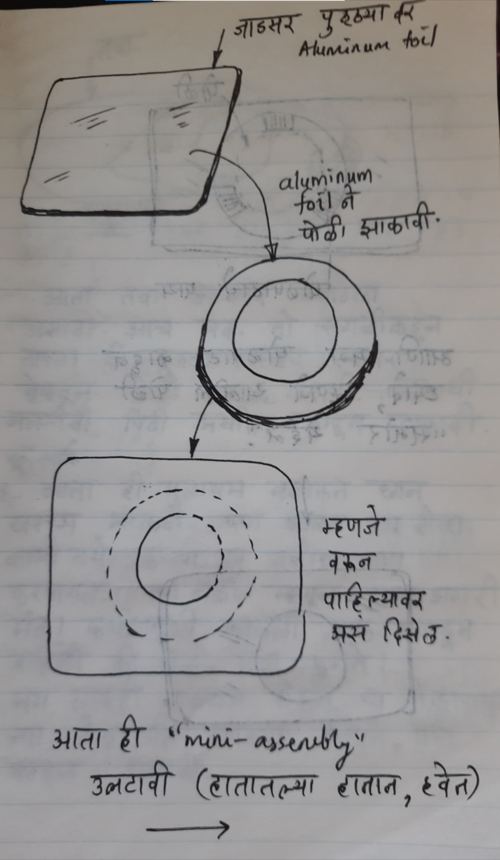 जाडसर पुठ्ठ्या वर
Aluminum foil
aluminum
foil ने
पोळी झाकावी.
म्हणजे
वरून
पाहिल्यावर
असं दिसेल.
आता ही "mini-assembly"
उलटावी (हातातल्या हातान, हवेत)